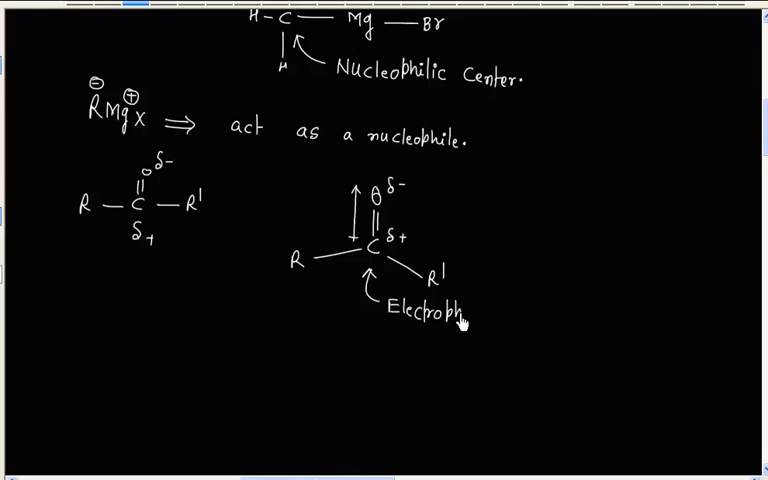 H - C — Mg — Br
H
Nucleophilic Center.
⊖ ⊕
RMgX ⇒ act as a nucleophile.
O δ-
R — C — R'
δ+
O δ-
C δ+
R R'
Electroph